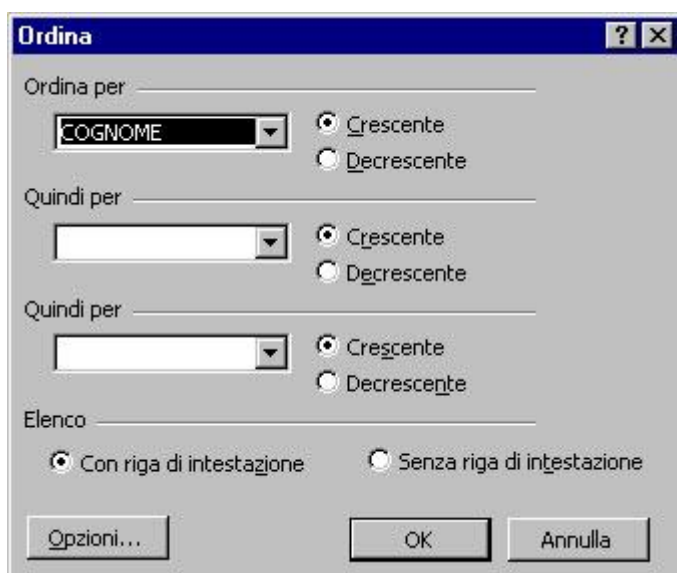 Ordina
Ordina per
COGNOME
Crescente
Decrescente
Quindi per
Crescente
Decrescente
Quindi per
Crescente
Decrescente
Elenco
Con riga di intestazione Senza riga di intestazione
Opzioni... OK Annulla